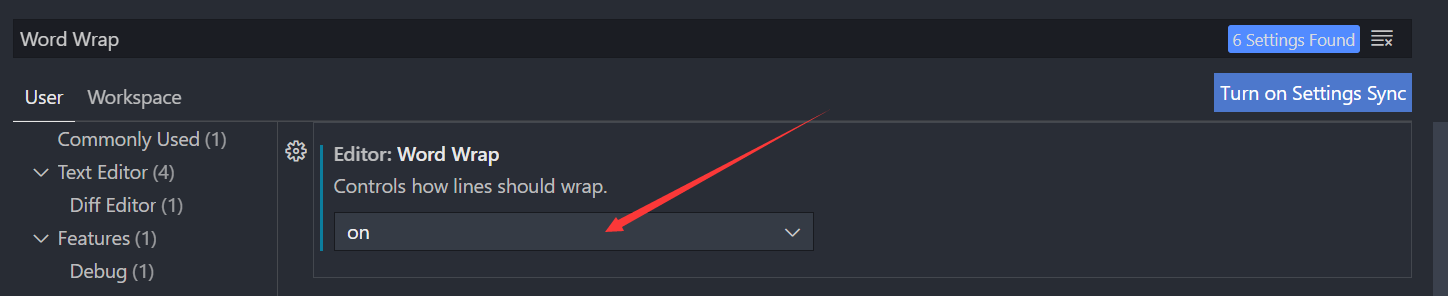 Word Wrap
6 Settings Found
User
Workspace
Turn on Settings Sync
Commonly Used (1)
Text Editor (4)
Diff Editor (1)
Features (1)
Debug (1)
Editor: Word Wrap
Controls how lines should wrap.
on